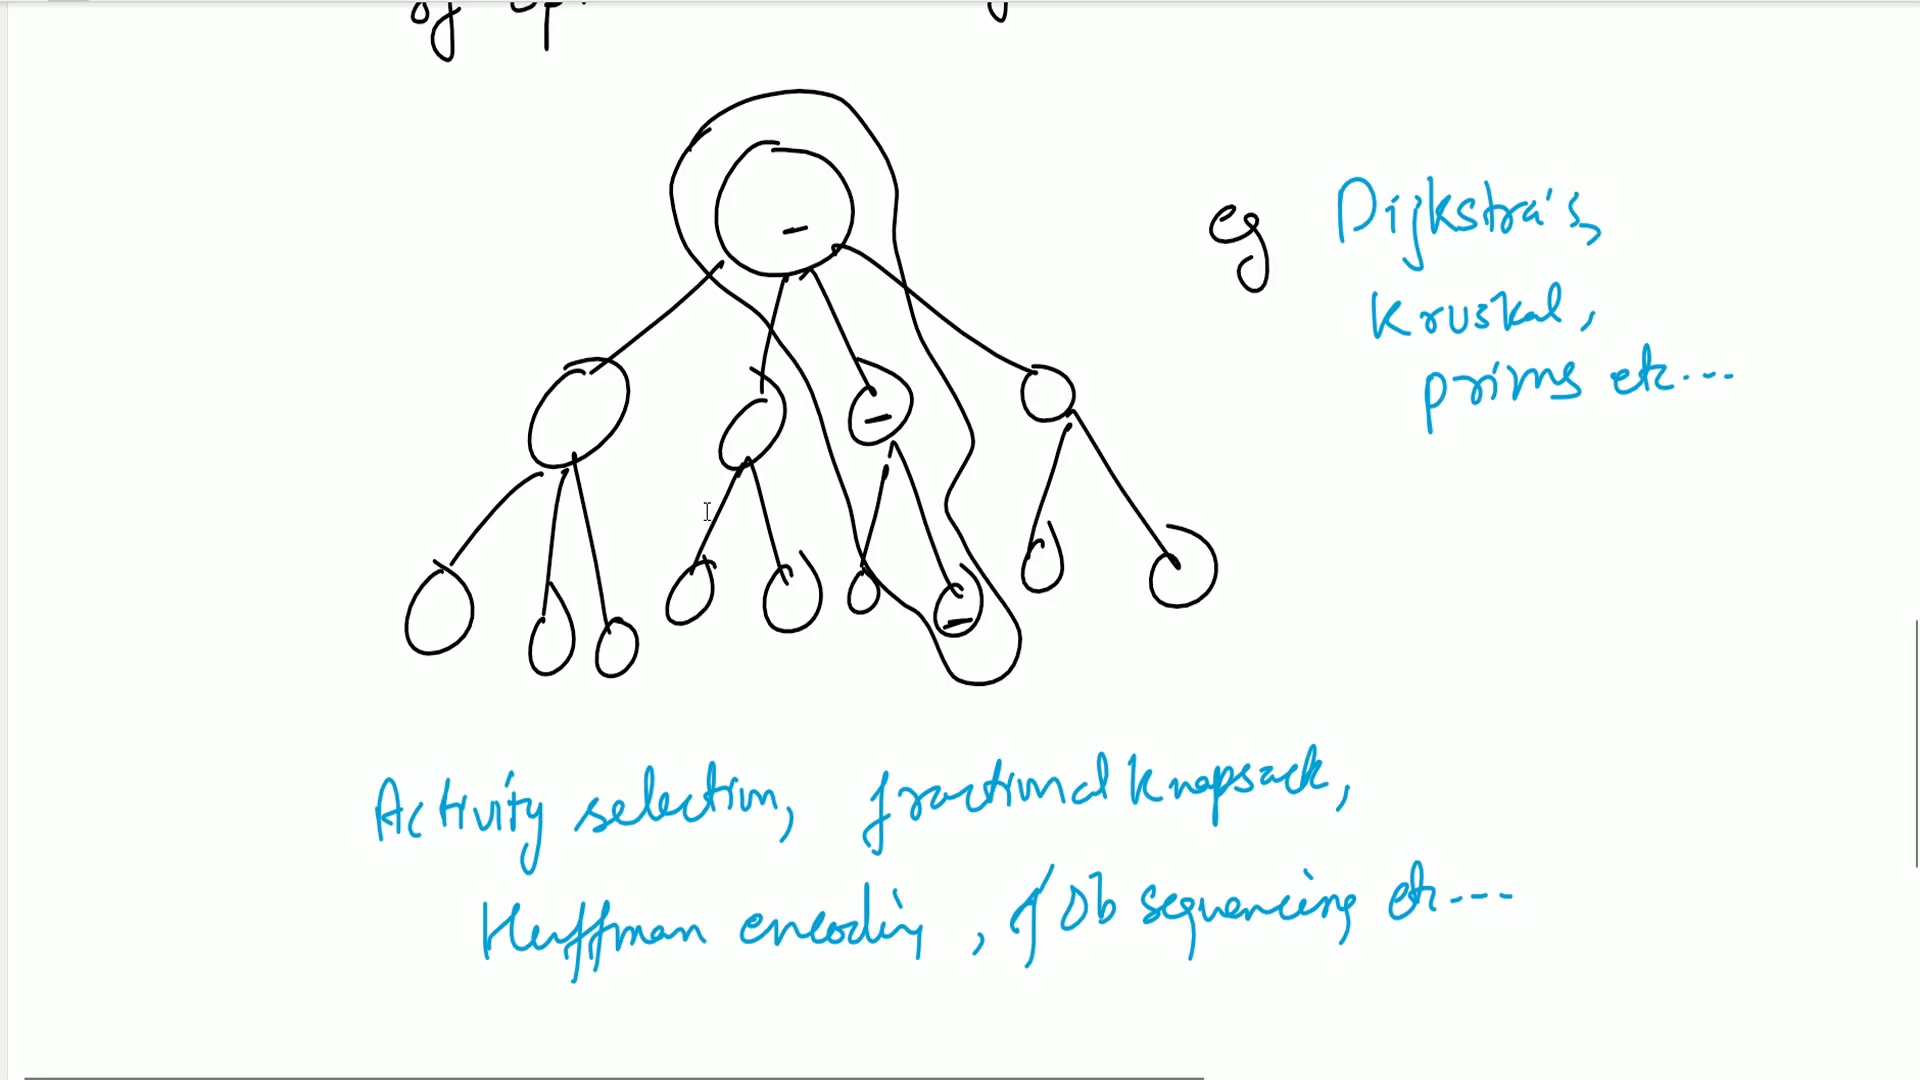 eg Dijkstra's,
Kruskal,
prims etc...
Activity selection, fractional knapsack,
Huffman encoding, Job sequencing etc---